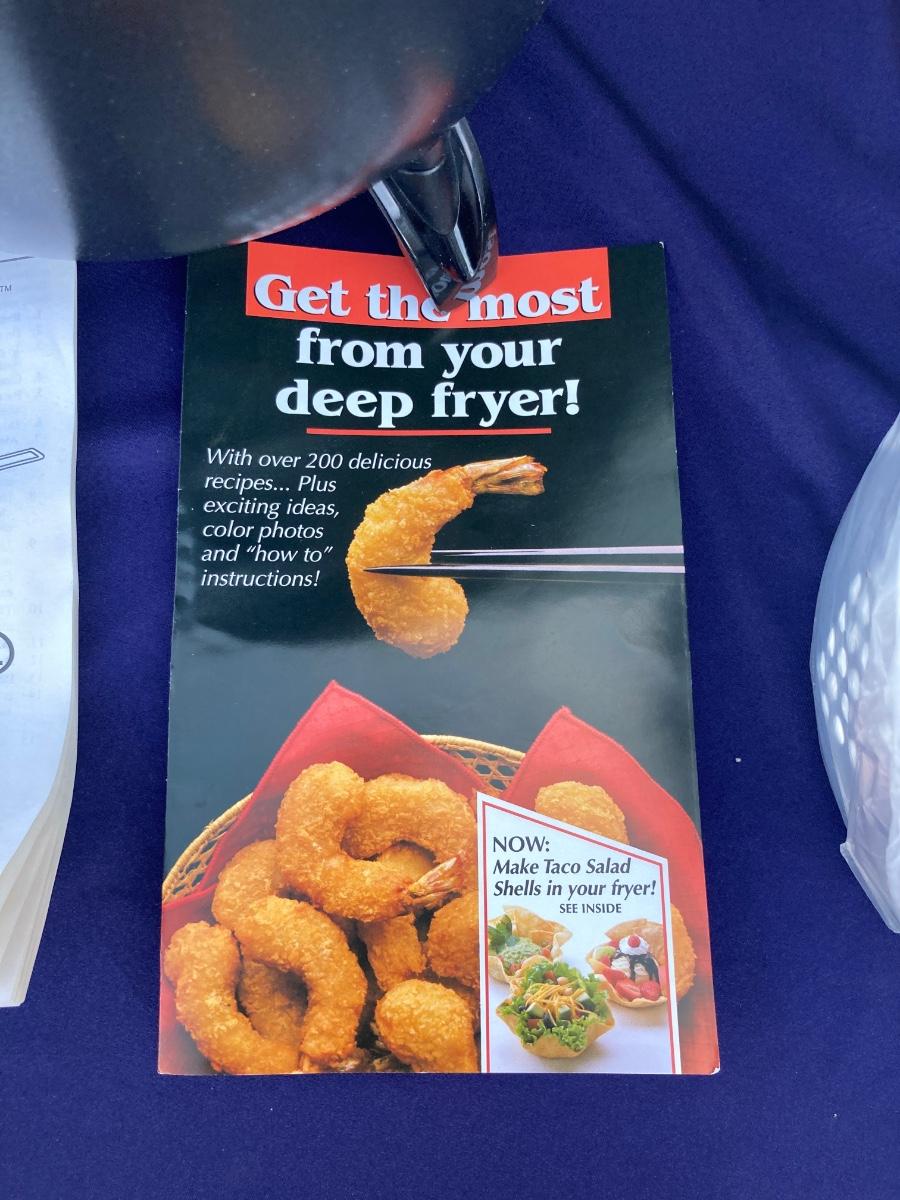 Get the most
from your
deep fryer!
With over 200 delicious
recipes... Plus
exciting ideas,
color photos
and “how to”
instructions!
NOW:
Make Taco Salad
Shells in your fryer!
SEE INSIDE
TM